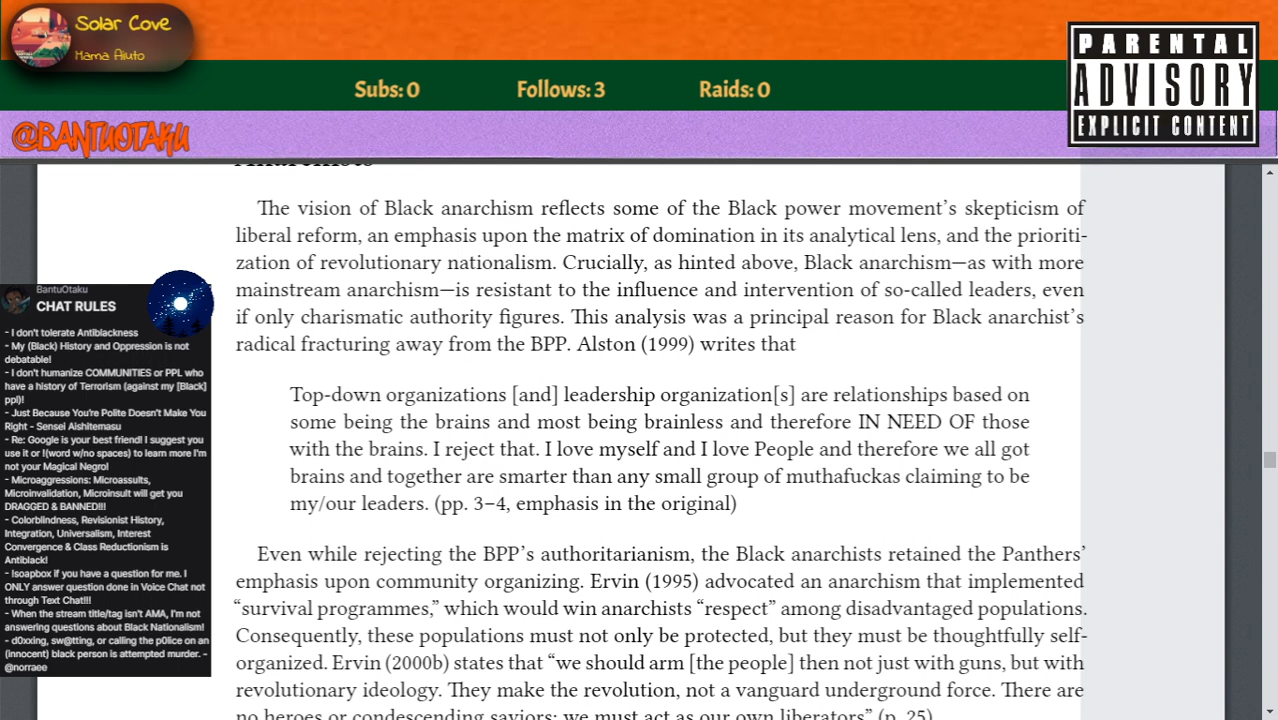 Solar Cove
Mama Aiuto
PARENTAL
ADVISORY
EXPLICIT CONTENT
Subs: 0 Follows: 3 Raids: 0
@BANTUOTAKU
Anarchists
The vision of Black anarchism reflects some of the Black power movement’s skepticism of
liberal reform, an emphasis upon the matrix of domination in its analytical lens, and the prioriti-
zation of revolutionary nationalism. Crucially, as hinted above, Black anarchism—as with more
mainstream anarchism—is resistant to the influence and intervention of so-called leaders, even
if only charismatic authority figures. This analysis was a principal reason for Black anarchist’s
radical fracturing away from the BPP. Alston (1999) writes that
Top-down organizations [and] leadership organization[s] are relationships based on
some being the brains and most being brainless and therefore IN NEED OF those
with the brains. I reject that. I love myself and I love People and therefore we all got
brains and together are smarter than any small group of muthafuckas claiming to be
my/our leaders. (pp. 3–4, emphasis in the original)
Even while rejecting the BPP’s authoritarianism, the Black anarchists retained the Panthers’
emphasis upon community organizing. Ervin (1995) advocated an anarchism that implemented
“survival programmes,” which would win anarchists “respect” among disadvantaged populations.
Consequently, these populations must not only be protected, but they must be thoughtfully self-
organized. Ervin (2000b) states that “we should arm [the people] then not just with guns, but with
revolutionary ideology. They make the revolution, not a vanguard underground force. There are
no heroes or condescending saviors; we must act as our own liberators” (p. 25).
BantuOtaku
CHAT RULES
- I don't tolerate Antiblackness
- My (Black) History and Oppression is not
debatable!
- I don't humanize COMMUNITIES or PPL who
have a history of Terrorism (against my [Black]
ppl)!
- Just Because You're Polite Doesn't Make You
Right - Sensei Aishitemasu
- Re: Google is your best friend! I suggest you
use it or !(word w/no spaces) to learn more I'm
not your Magical Negro!
- Microaggressions: Microassults,
Microinvalidation, Microinsult will get you
DRAGGED & BANNED!!!
- Colorblindness, Revisionist History,
Integration, Universalism, Interest
Convergence & Class Reductionism is
Antiblack!
- !soapbox if you have a question for me. I
ONLY answer question done in Voice Chat not
through Text Chat!!!
- When the stream title/tag isn't AMA, I'm not
answering questions about Black Nationalism!
- d0xxing, sw@tting, or calling the p0lice on an
(innocent) black person is attempted murder. -
@norraee